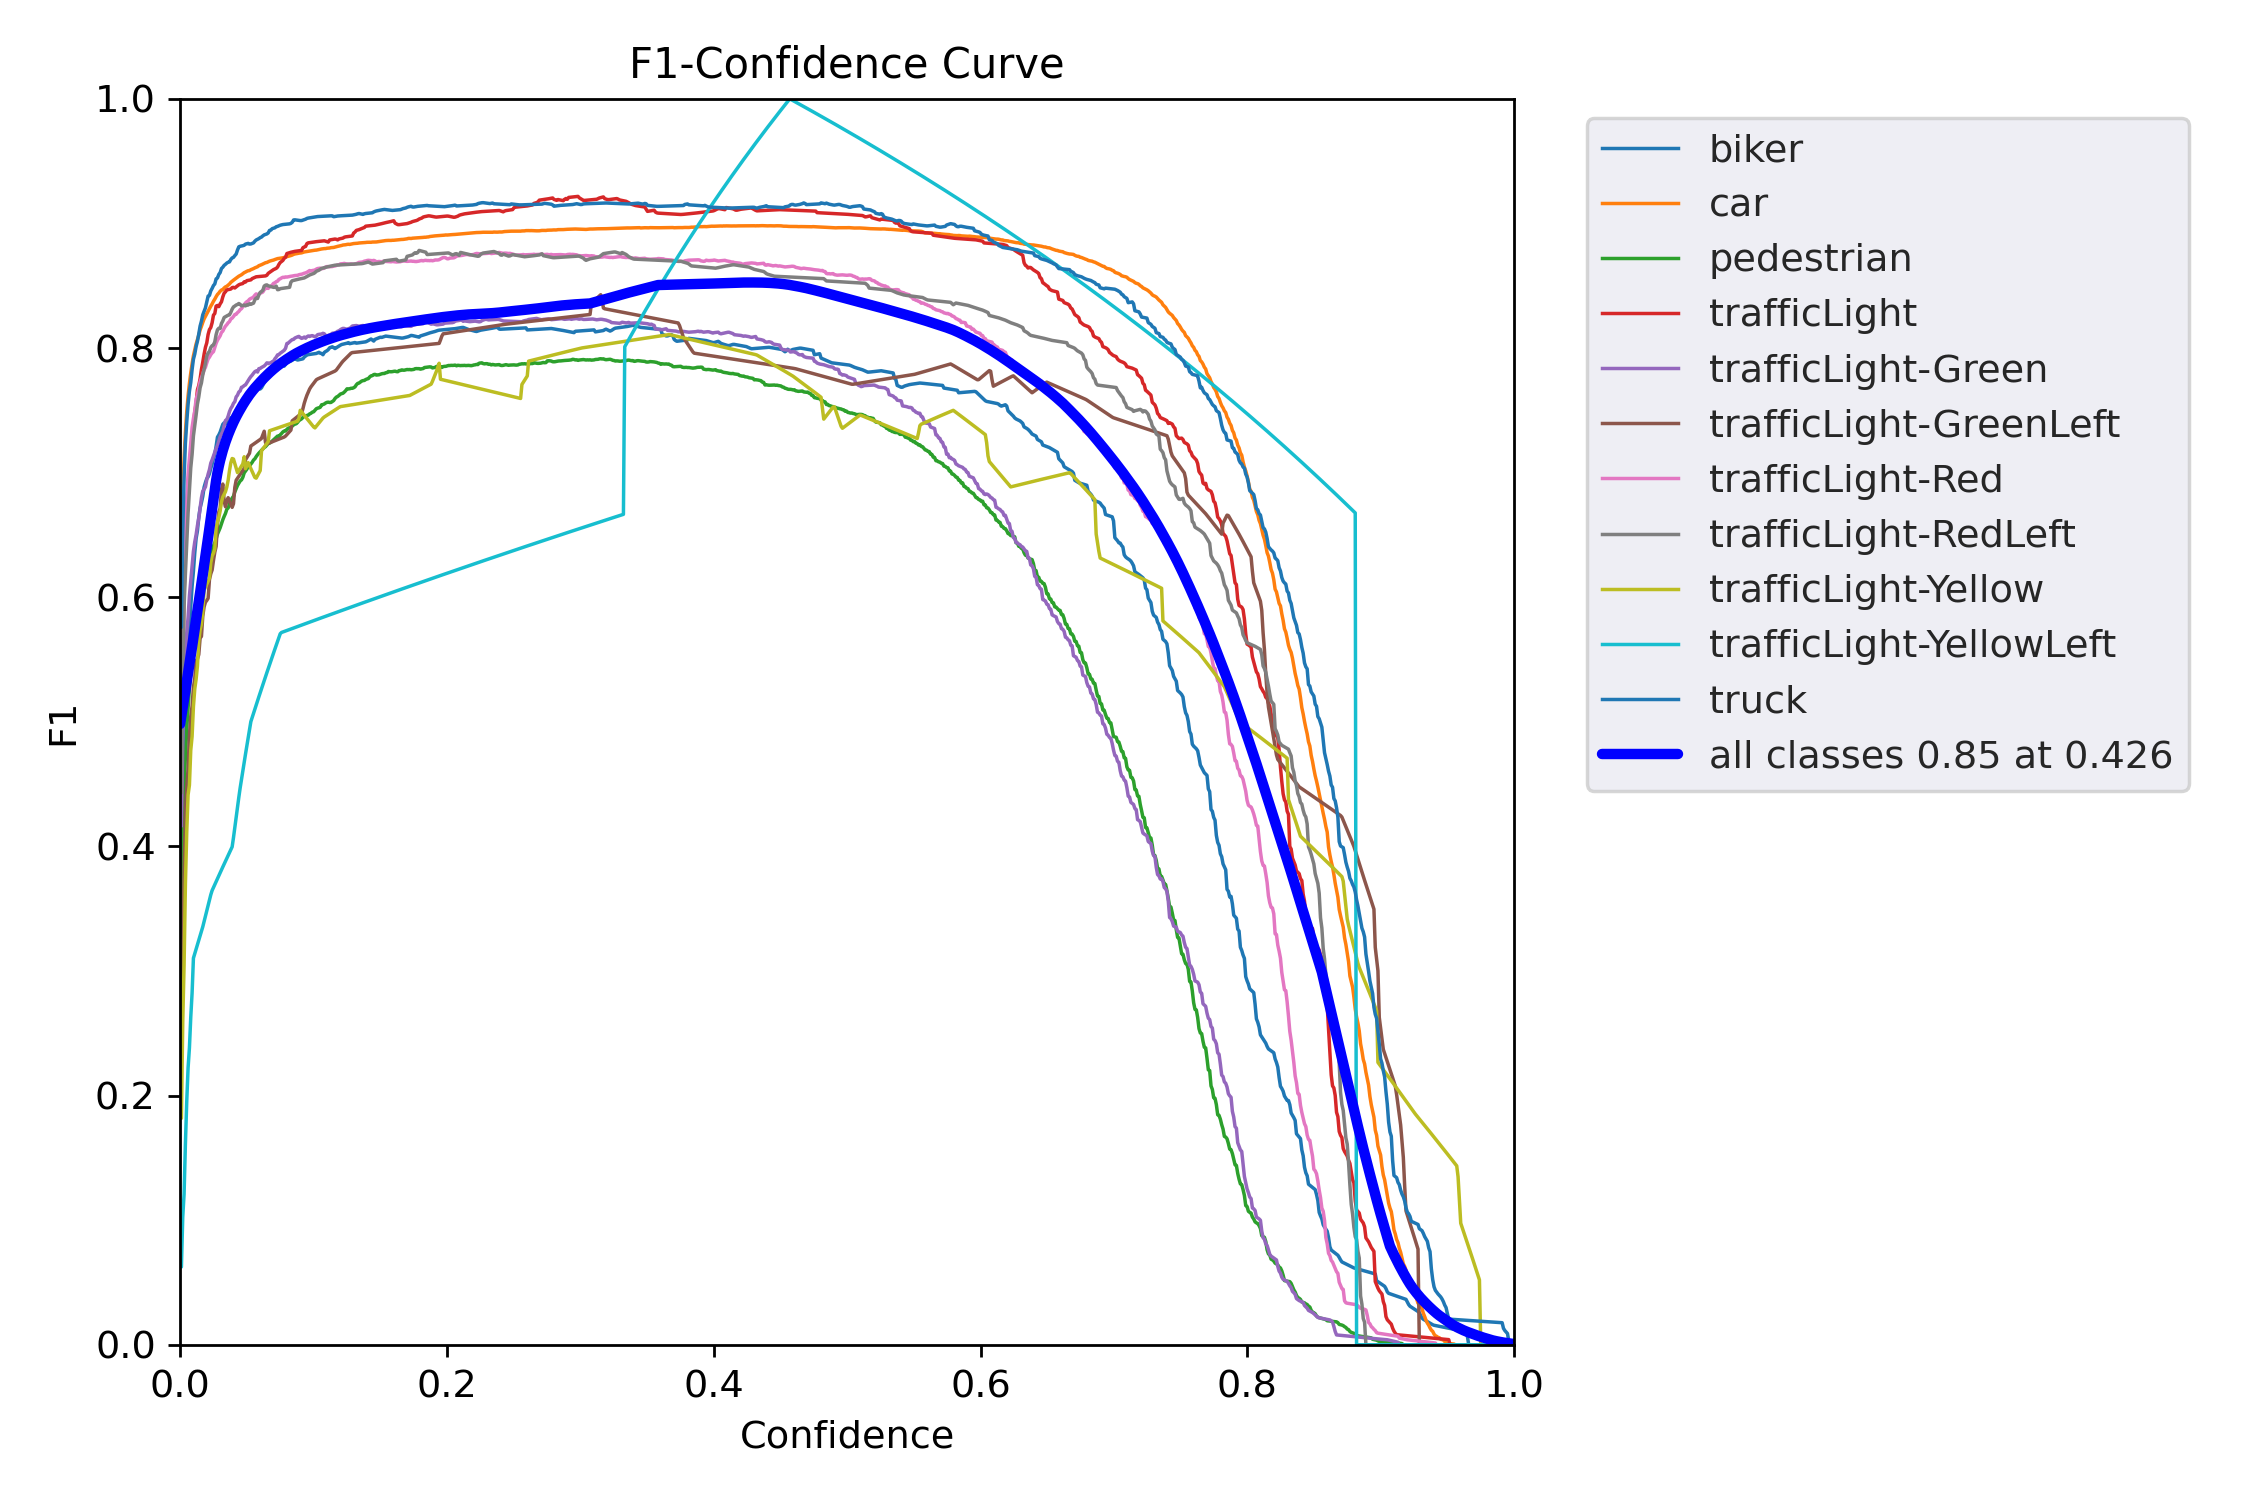 F1-Confidence Curve
1.0
0.8
0.6
0.4
0.2
0.0
F1
0.0 0.2 0.4 0.6 0.8 1.0
Confidence
biker
car
pedestrian
trafficLight
trafficLight-Green
trafficLight-GreenLeft
trafficLight-Red
trafficLight-RedLeft
trafficLight-Yellow
trafficLight-YellowLeft
truck
all classes 0.85 at 0.426